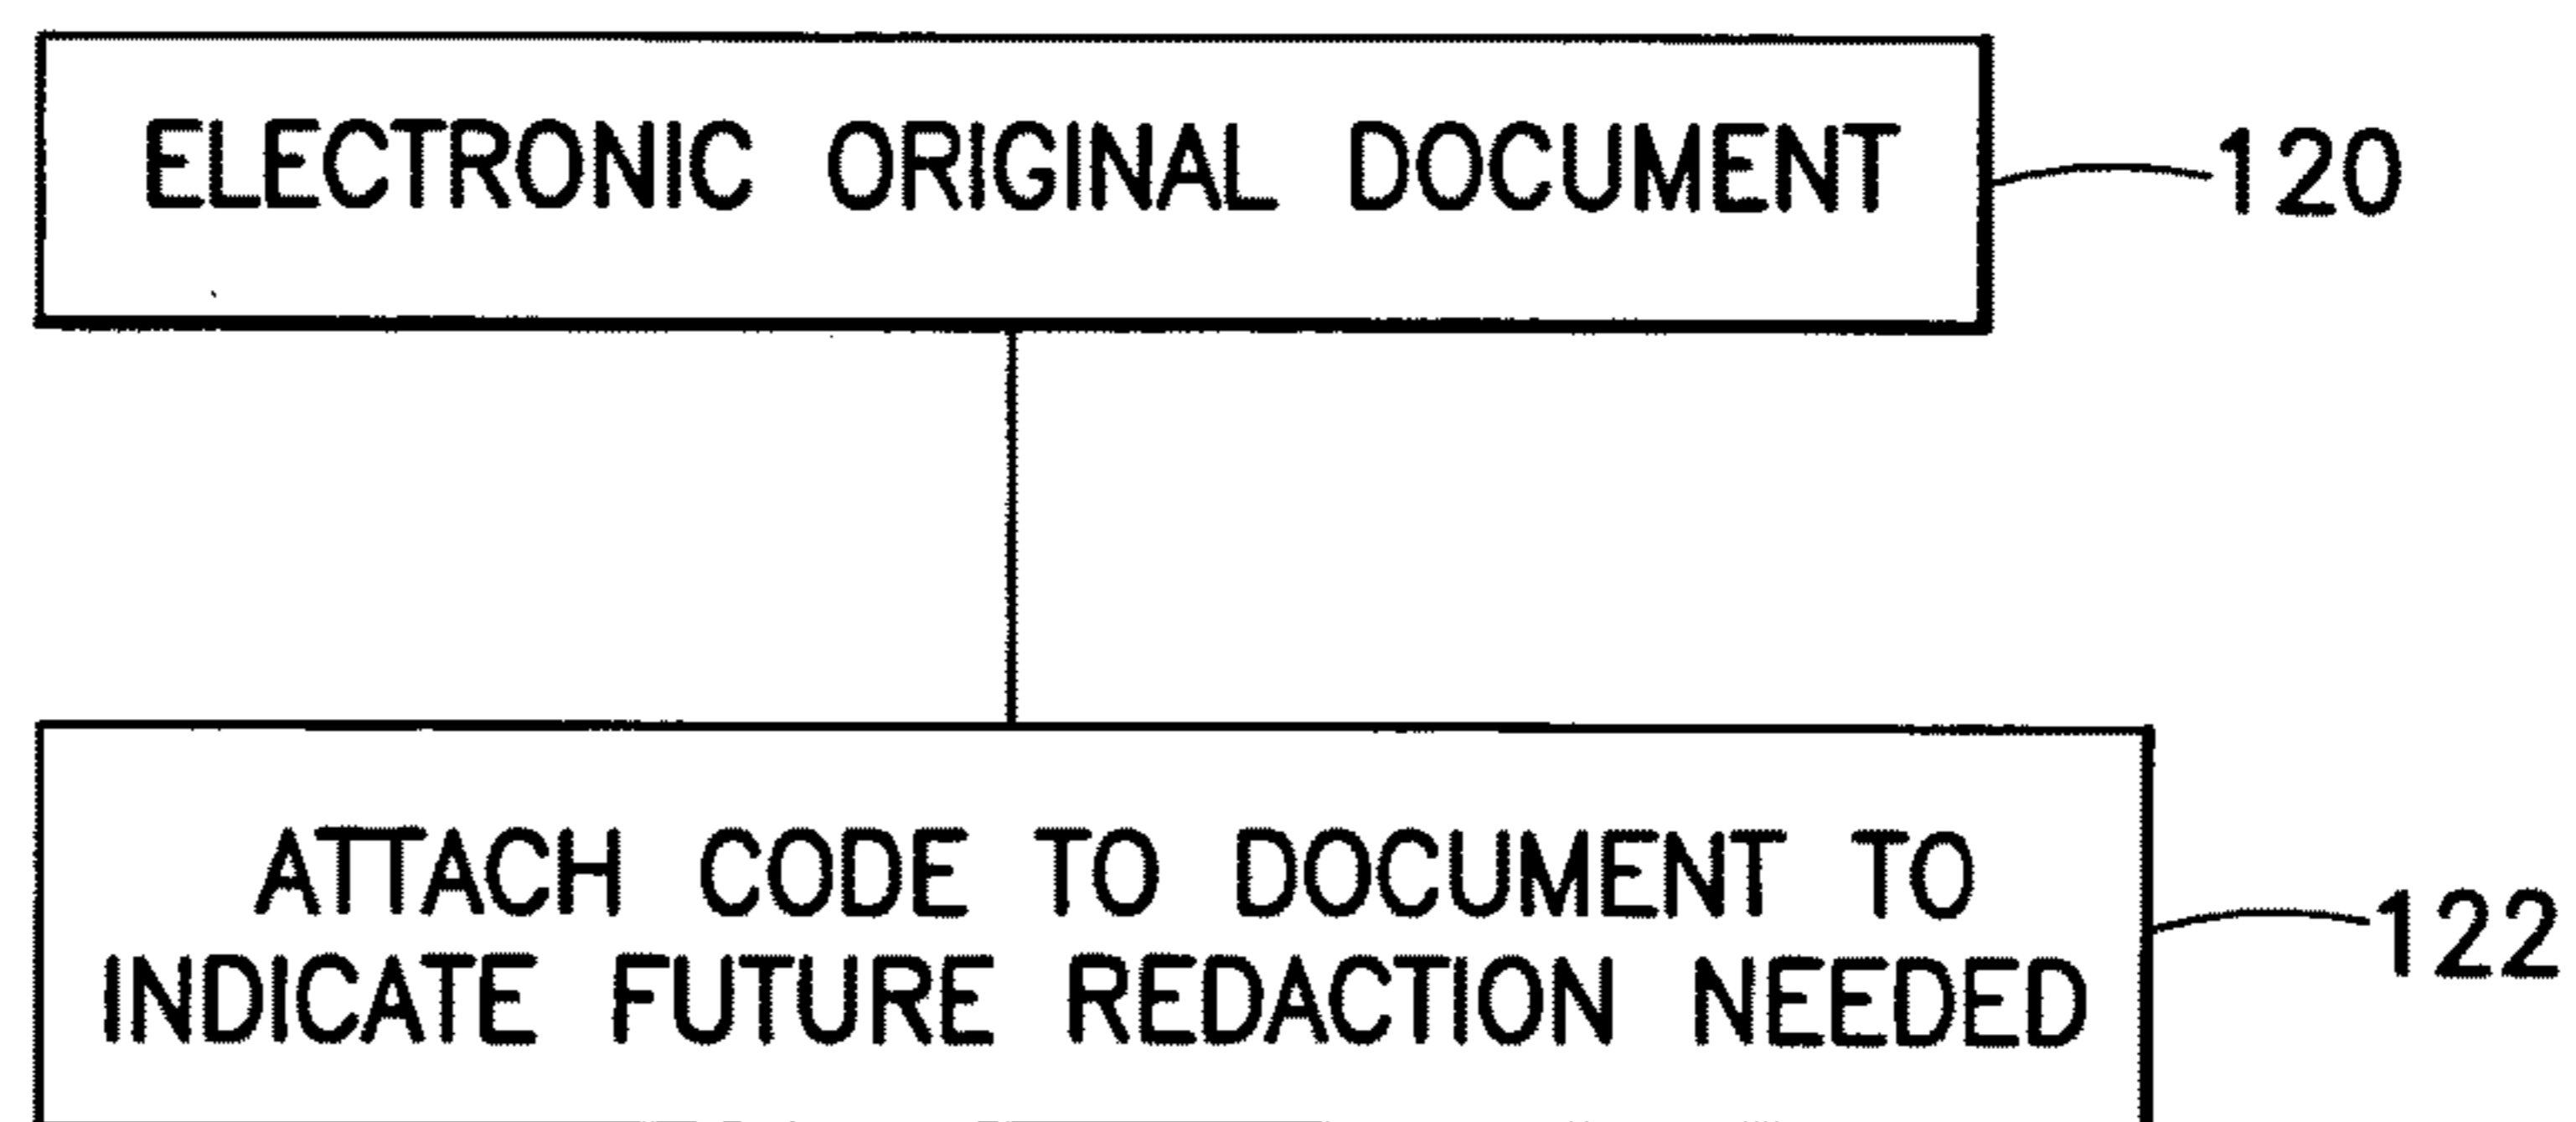 ELECTRONIC ORIGINAL DOCUMENT
120
ATTACH CODE TO DOCUMENT TO
INDICATE FUTURE REDACTION NEEDED
122